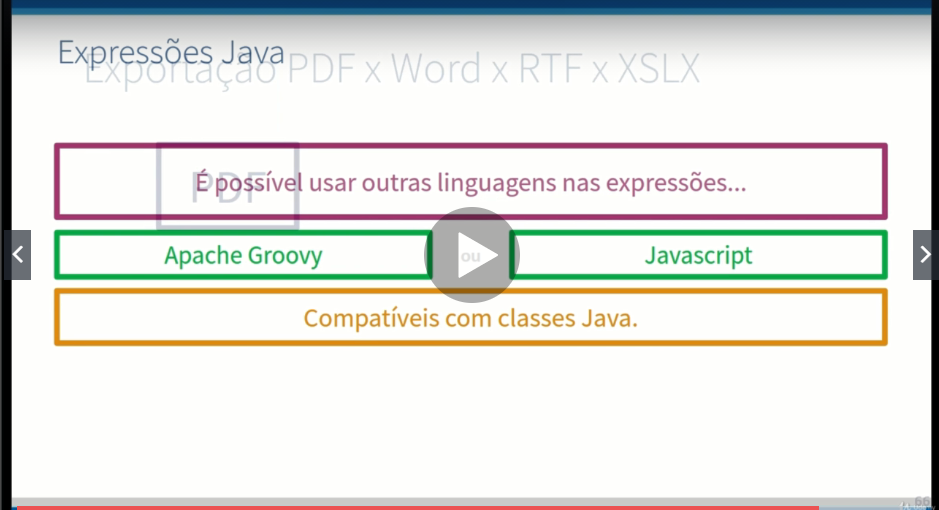 Expressões Java
Exportação PDF x Word x RTF x XSLX
PDF
É possível usar outras linguagens nas expressões...
Apache Groovy
ou
Javascript
Compatíveis com classes Java.
66